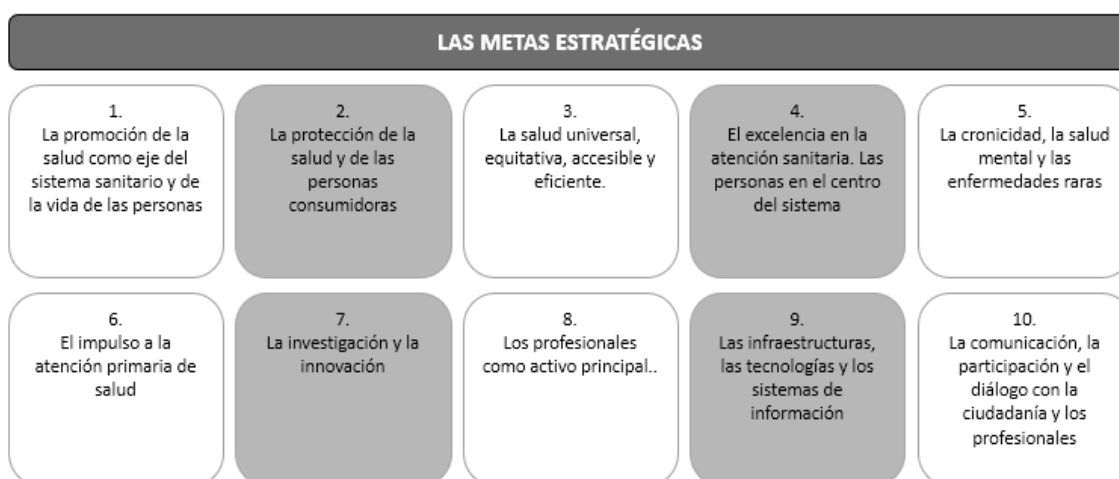 LAS METAS ESTRATÉGICAS
1.
La promoción de la
salud como eje del
sistema sanitario y de
la vida de las personas
2.
La protección de la
salud y de las
personas
consumidoras
3.
La salud universal,
equitativa, accesible y
eficiente.
4.
El excelencia en la
atención sanitaria. Las
personas en el centro
del sistema
5.
La cronicidad, la salud
mental y las
enfermedades raras
6.
El impulso a la
atención primaria de
salud
7.
La investigación y la
innovación
8.
Los profesionales
como activo principal..
9.
Las infraestructuras,
las tecnologías y los
sistemas de
información
10.
La comunicación, la
participación y el
diálogo con la
ciudadanía y los
profesionales